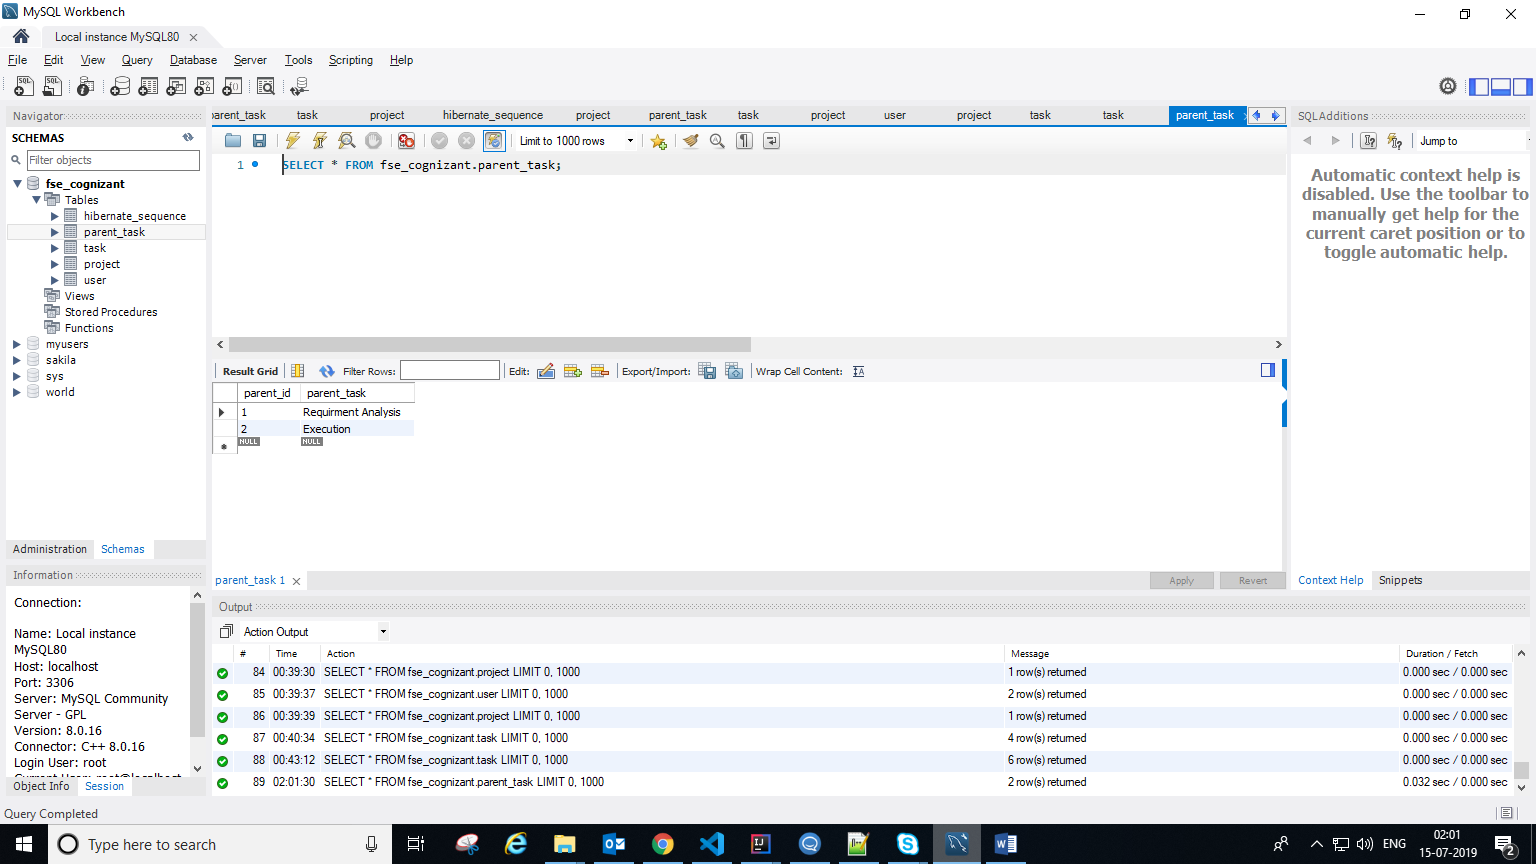 MySQL Workbench
Local instance MySQL80
File Edit View Query Database Server Tools Scripting Help
Navigator
SCHEMAS
Filter objects
fse_cognizant
Tables
hibernate_sequence
parent_task
task
project
user
Views
Stored Procedures
Functions
myusers
sakila
sys
world
Administration Schemas
Information
Connection:
Name: Local instance
MySQL80
Host: localhost
Port: 3306
Server: MySQL Community
Server - GPL
Version: 8.0.16
Connector: C++ 8.0.16
Login User: root
Current User: root@localhost
Object Info Session
Query Completed
parent_task task project hibernate_sequence project parent_task task project user project task task parent_task
Limit to 1000 rows
1 SELECT * FROM fse_cognizant.parent_task;
Result Grid Filter Rows: Edit: Export/Import: Wrap Cell Content:
parent_id parent_task
1 Requirment Analysis
2 Execution
NULL NULL
parent_task 1
Apply Revert
SQLAdditions
Jump to
Automatic context help is
disabled. Use the toolbar to
manually get help for the
current caret position or to
toggle automatic help.
Context Help Snippets
Output
Action Output
# Time Action Message Duration / Fetch
84 00:39:30 SELECT * FROM fse_cognizant.project LIMIT 0, 1000 1 row(s) returned 0.000 sec / 0.000 sec
85 00:39:37 SELECT * FROM fse_cognizant.user LIMIT 0, 1000 2 row(s) returned 0.000 sec / 0.000 sec
86 00:39:39 SELECT * FROM fse_cognizant.project LIMIT 0, 1000 1 row(s) returned 0.000 sec / 0.000 sec
87 00:40:34 SELECT * FROM fse_cognizant.task LIMIT 0, 1000 4 row(s) returned 0.000 sec / 0.000 sec
88 00:43:12 SELECT * FROM fse_cognizant.task LIMIT 0, 1000 6 row(s) returned 0.000 sec / 0.000 sec
89 02:01:30 SELECT * FROM fse_cognizant.parent_task LIMIT 0, 1000 2 row(s) returned 0.032 sec / 0.000 sec
Type here to search
ENG
02:01
15-07-2019
2